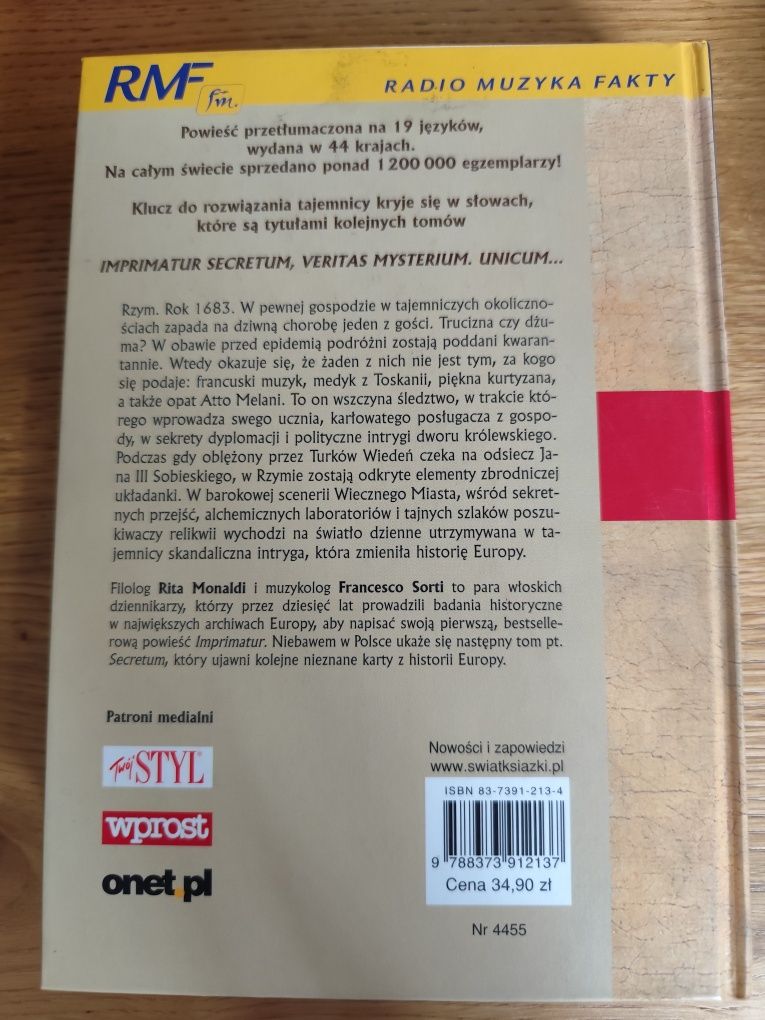 RMF fm.
RADIO MUZYKA FAKTY
Powieść przetłumaczona na 19 języków,
wydana w 44 krajach.
Na całym świecie sprzedano ponad 1 200 000 egzemplarzy!
Klucz do rozwiązania tajemnicy kryje się w słowach,
które są tytułami kolejnych tomów
IMPRIMATUR SECRETUM, VERITAS MYSTERIUM. UNICUM...
Rzym. Rok 1683. W pewnej gospodzie w tajemniczych okoliczno-
ściach zapada na dziwną chorobę jeden z gości. Trucizna czy dżu-
ma? W obawie przed epidemią podróżni zostają poddani kwaran-
tannie. Wtedy okazuje się, że żaden z nich nie jest tym, za kogo
się podaje: francuski muzyk, medyk z Toskanii, piękna kurtyzana,
a także opat Atto Melani. To on wszczyna śledztwo, w trakcie któ-
rego wprowadza swego ucznia, karłowatego posługacza z gospo-
dy, w sekrety dyplomacji i polityczne intrygi dworu królewskiego.
Podczas gdy oblężony przez Turków Wiedeń czeka na odsiecz Ja-
na III Sobieskiego, w Rzymie zostają odkryte elementy zbrodniczej
układanki. W barokowej scenerii Wiecznego Miasta, wśród sekret-
nych przejść, alchemicznych laboratoriów i tajnych szlaków poszu-
kiwaczy relikwii wychodzi na światło dzienne utrzymywana w ta-
jemnicy skandaliczna intryga, która zmieniła historię Europy.
Filolog Rita Monaldi i muzykolog Francesco Sorti to para włoskich
dziennikarzy, którzy przez dziesięć lat prowadzili badania historyczne
w największych archiwach Europy, aby napisać swoją pierwszą, bestselle-
rową powieść Imprimatur. Niebawem w Polsce ukaże się następny tom pt.
Secretum, który ujawni kolejne nieznane karty z historii Europy.
Patroni medialni
Twój STYL®
wprost
onet.pl
Nowości i zapowiedzi
www.swiatksiazki.pl
ISBN 83-7391-213-4
9 788373 912137
Cena 34,90 zł
Nr 4455